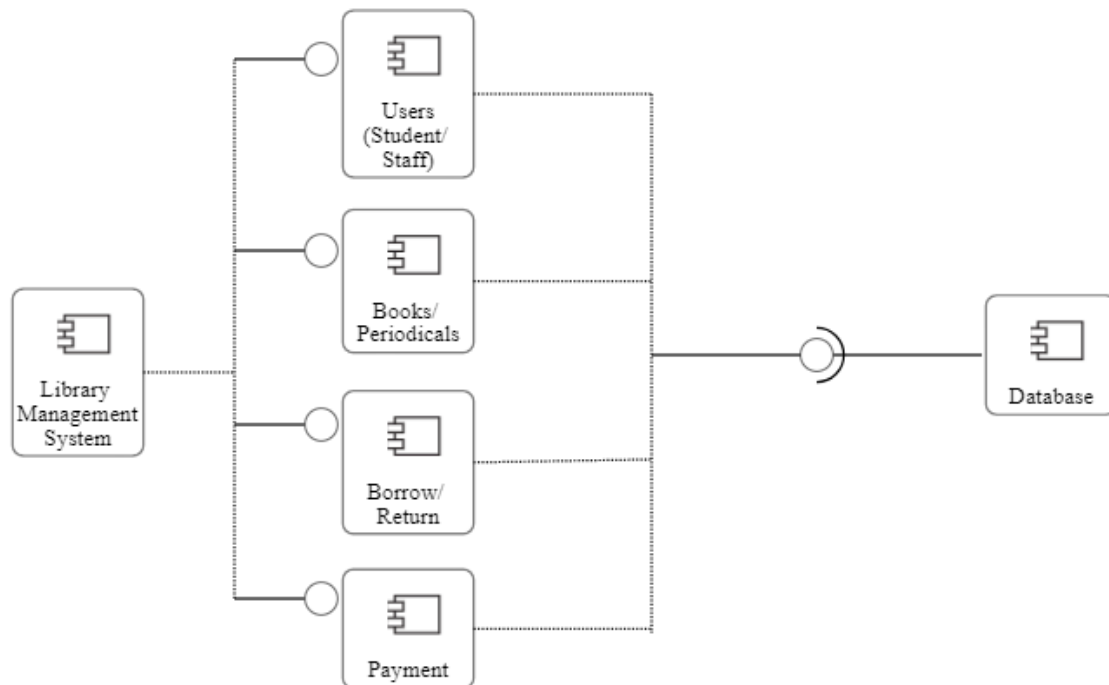 Users
(Student/
Staff)
Books/
Periodicals
Library
Management
System
Database
Borrow/
Return
Payment